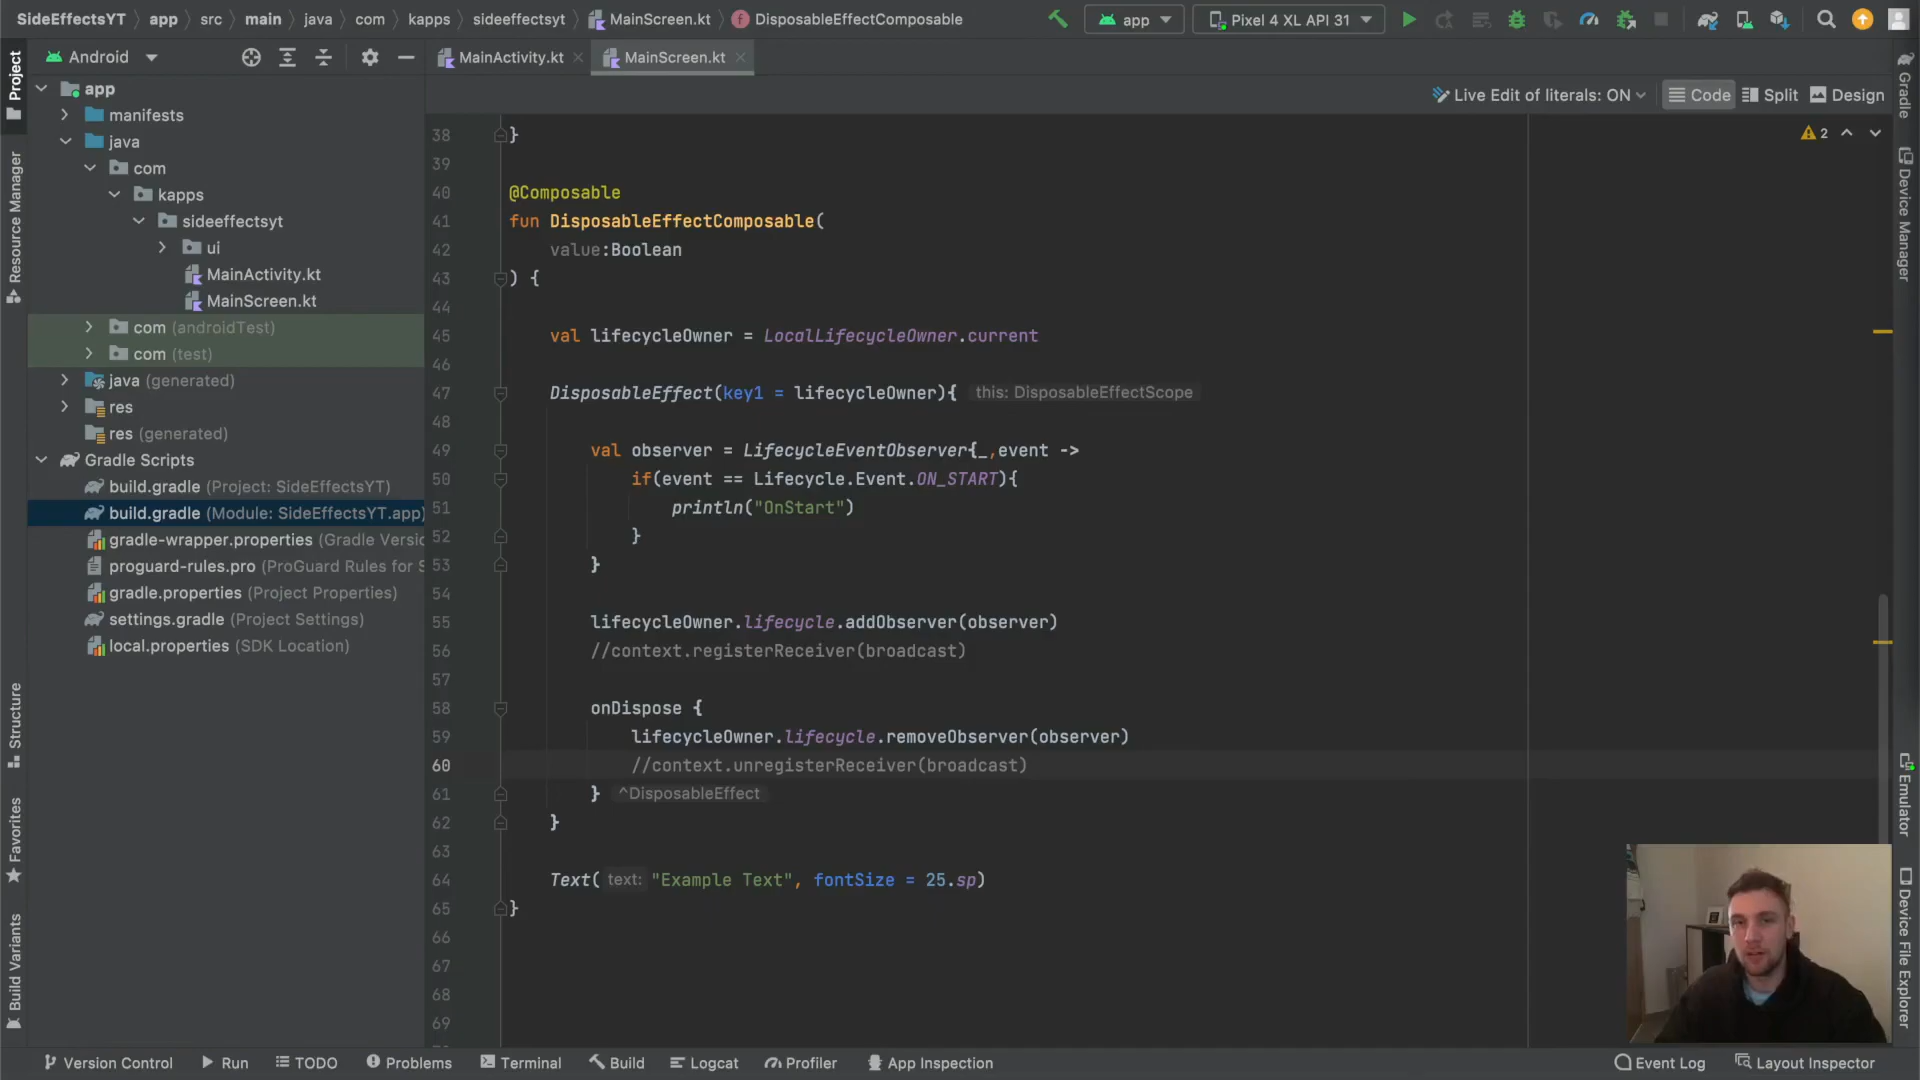 SideEffectsYT app src main java com kapps sideeffectsyt MainScreen.kt DisposableEffectComposable app Pixel 4 XL API 31
Project
Resource Manager
Structure
Favorites
Build Variants
Android
app
manifests
java
com
kapps
sideeffectsyt
ui
MainActivity.kt
MainScreen.kt
com (androidTest)
com (test)
java (generated)
res
res (generated)
Gradle Scripts
build.gradle (Project: SideEffectsYT)
build.gradle (Module: SideEffectsYT.app)
gradle-wrapper.properties (Gradle Versio
proguard-rules.pro (ProGuard Rules for S
gradle.properties (Project Properties)
settings.gradle (Project Settings)
local.properties (SDK Location)
MainActivity.kt MainScreen.kt
Live Edit of literals: ON Code Split Design
2
38 }
39
40 @Composable
41 fun DisposableEffectComposable(
42 value:Boolean
43 ) {
44
45 val lifecycleOwner = LocalLifecycleOwner.current
46
47 DisposableEffect(key1 = lifecycleOwner){ this: DisposableEffectScope
48
49 val observer = LifecycleEventObserver{_,event ->
50 if(event == Lifecycle.Event.ON_START){
51 println("OnStart")
52 }
53 }
54
55 lifecycleOwner.lifecycle.addObserver(observer)
56 //context.registerReceiver(broadcast)
57
58 onDispose {
59 lifecycleOwner.lifecycle.removeObserver(observer)
60 //context.unregisterReceiver(broadcast)
61 } ^DisposableEffect
62 }
63
64 Text( text: "Example Text", fontSize = 25.sp)
65 }
66
67
68
69
Gradle
Device Manager
Emulator
Device File Explorer
Version Control Run TODO Problems Terminal Build Logcat Profiler App Inspection Event Log Layout Inspector